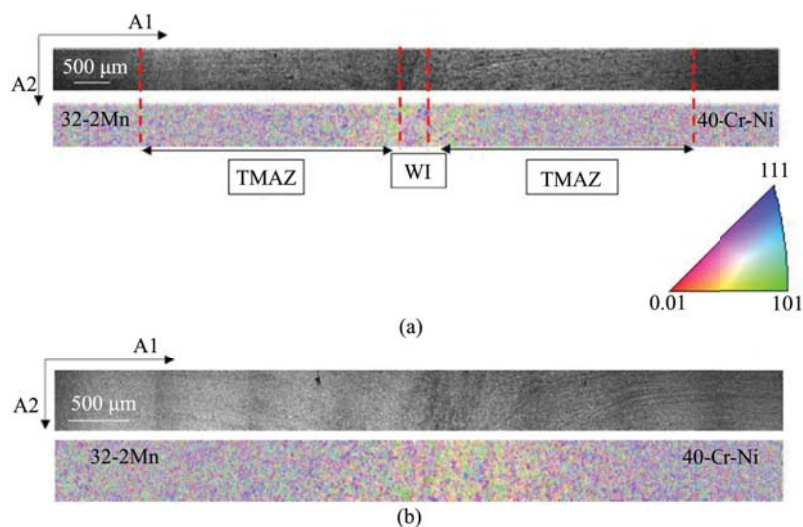 A1
500 μm
A2
32-2Mn
40-Cr-Ni
TMAZ
WI
TMAZ
111
0.01
101
(a)
A1
A2
500 μm
32-2Mn
40-Cr-Ni
(b)